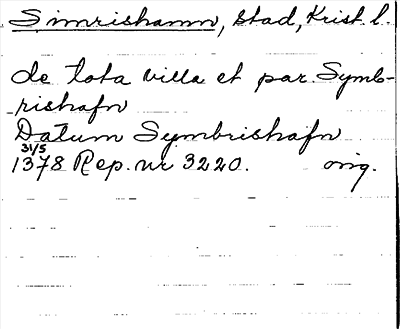 Simrishamn, stad, Krist. l.
de tota villa et par. Symb-
rishafn
Datum Symbrishafn
31/5
1378 Rep. nr 3220. orig.